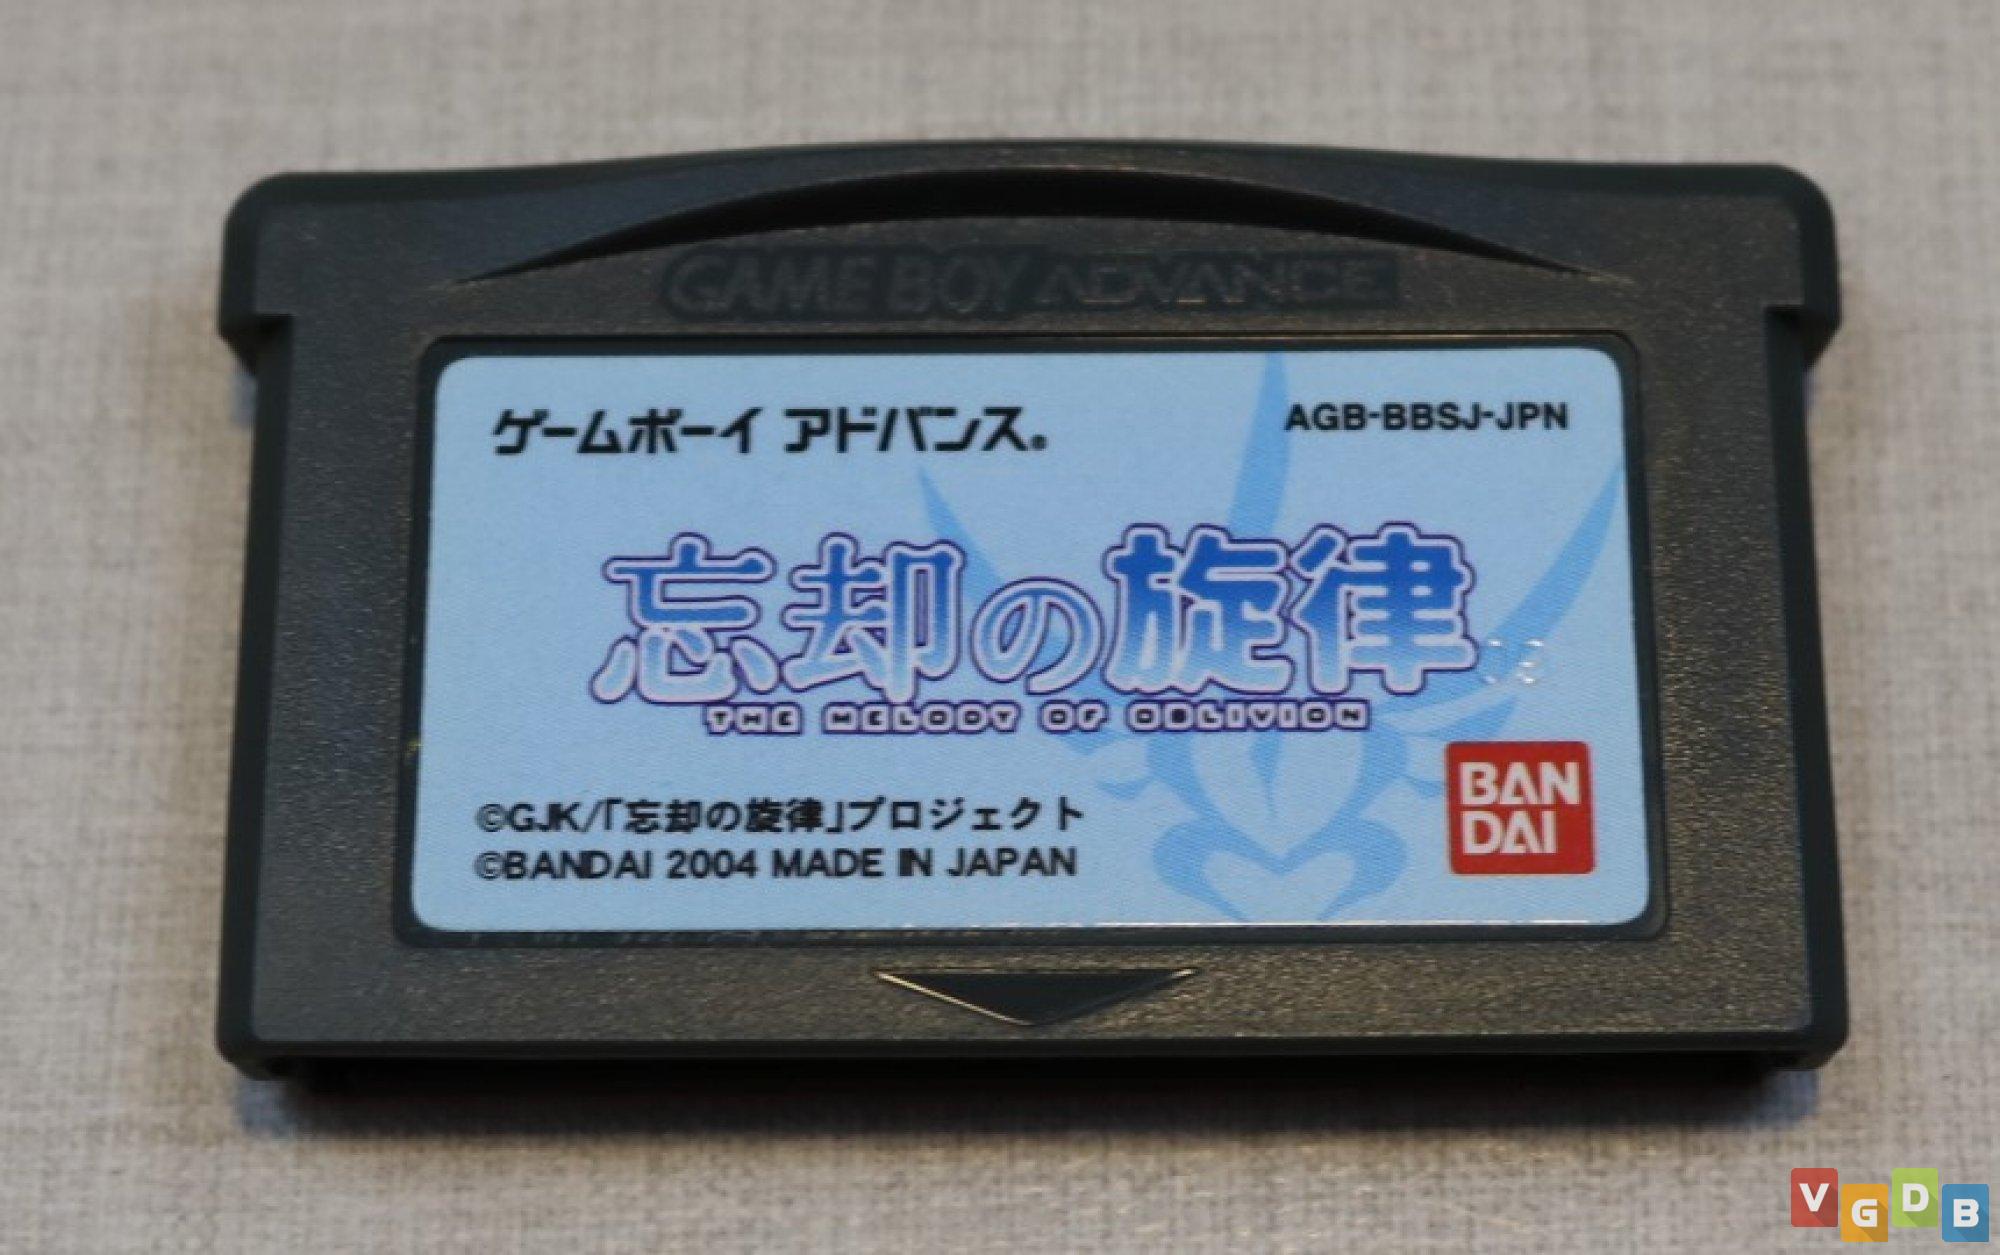 GAME BOY ADVANCE
ゲームボーイ アドバンス®
AGB-BBSJ-JPN
忘却の旋律
THE MELODY OF OBLIVION
©GJK/「忘却の旋律」プロジェクト
©BANDAI 2004 MADE IN JAPAN
BAN
DAI
VGDB